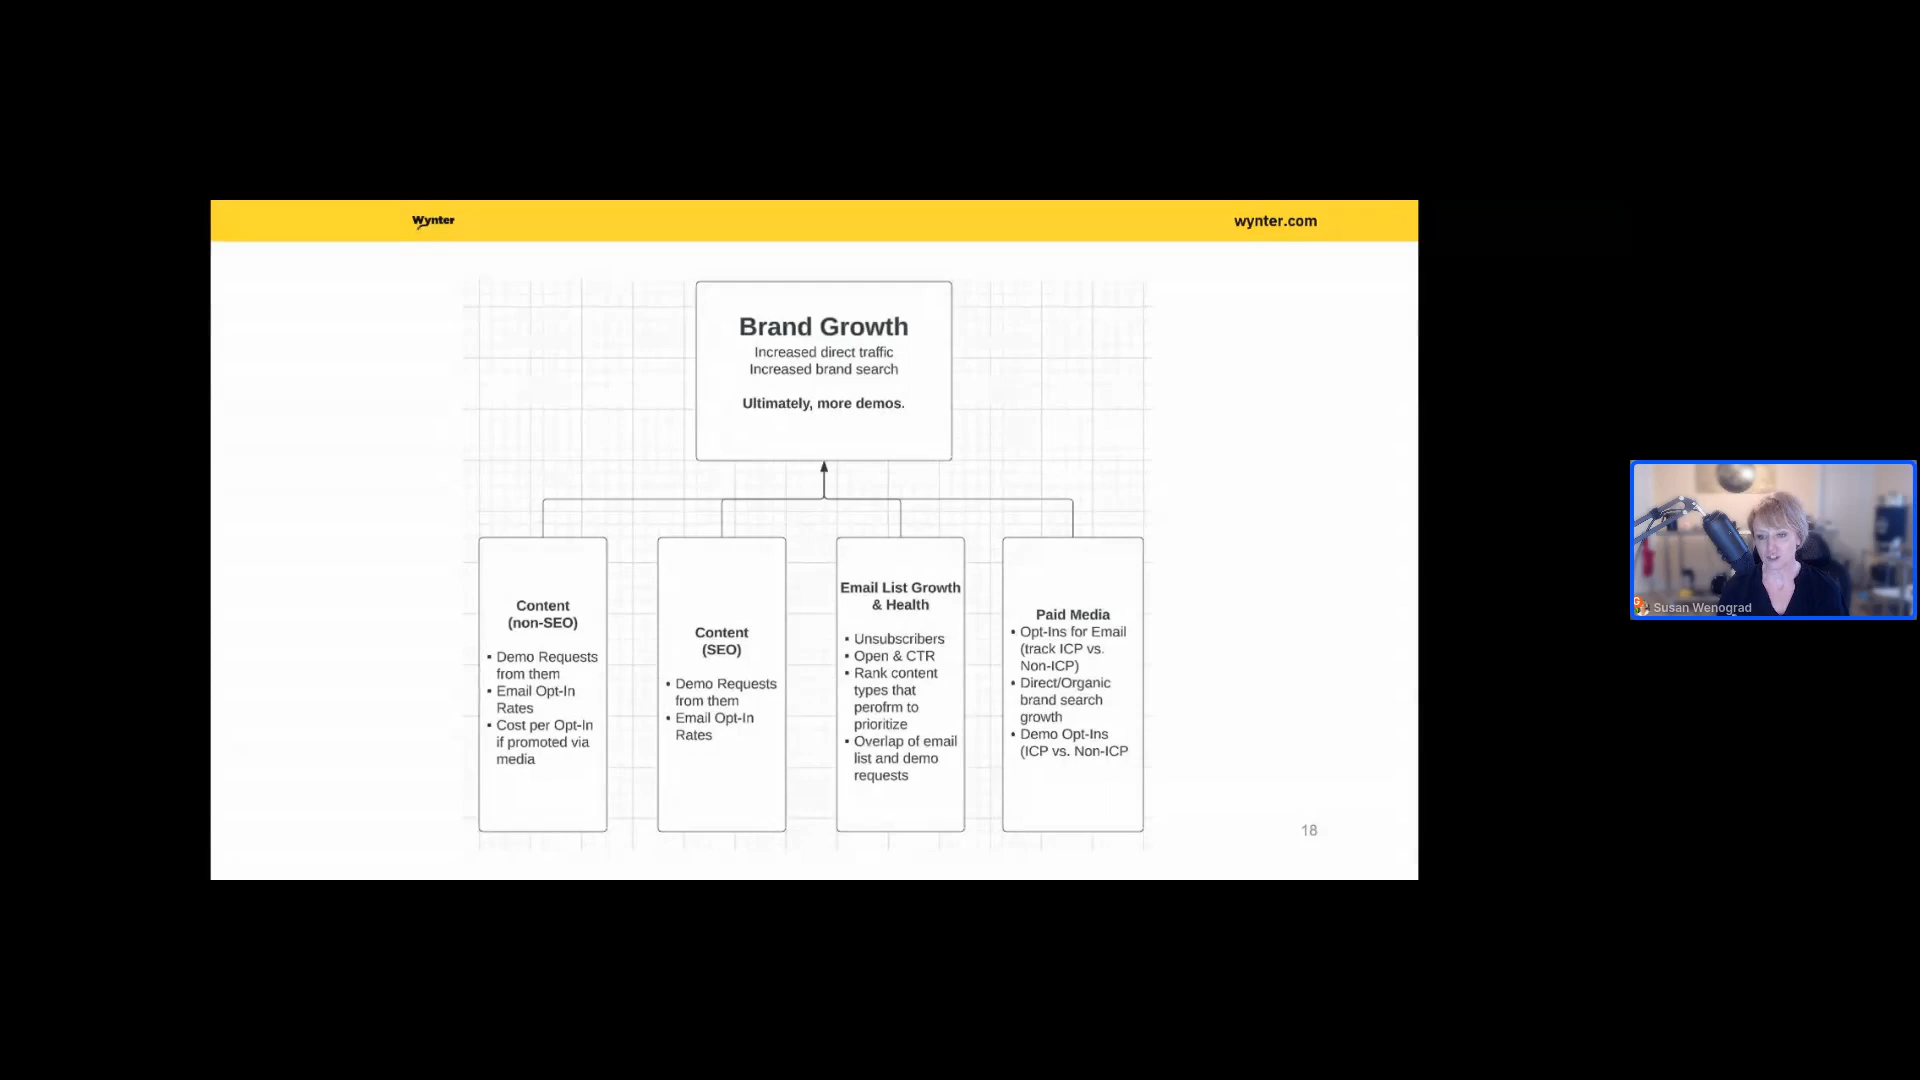 Wynter
wynter.com
Brand Growth
Increased direct traffic
Increased brand search
Ultimately, more demos.
Content
(non-SEO)
• Demo Requests
from them
• Email Opt-In
Rates
• Cost per Opt-In
if promoted via
media
Content
(SEO)
• Demo Requests
from them
• Email Opt-In
Rates
Email List Growth
& Health
• Unsubscribers
• Open & CTR
• Rank content
types that
perofrm to
prioritize
• Overlap of email
list and demo
requests
Paid Media
• Opt-Ins for Email
(track ICP vs.
Non-ICP)
• Direct/Organic
brand search
growth
• Demo Opt-Ins
(ICP vs. Non-ICP
18
Susan Wenograd